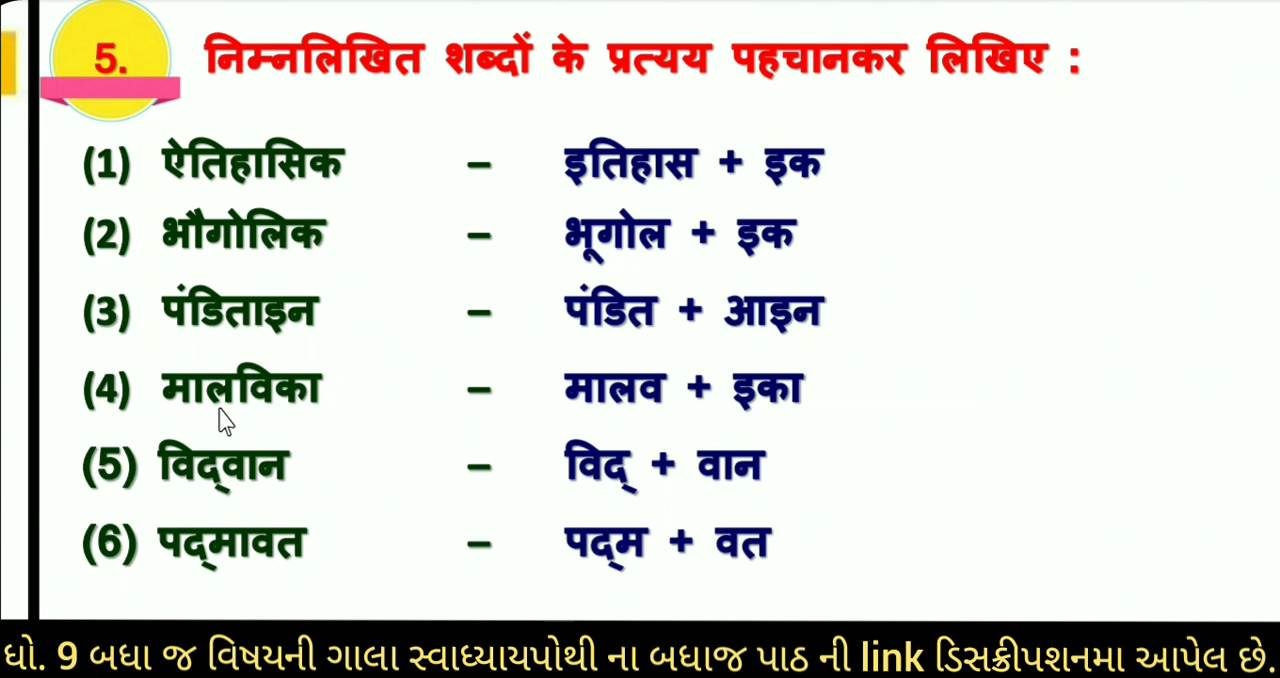 5. निम्नलिखित शब्दों के प्रत्यय पहचानकर लिखिए :
(1) ऐतिहासिक – इतिहास + इक
(2) भौगोलिक – भूगोल + इक
(3) पंडिताइन – पंडित + आइन
(4) मालविका – मालव + इका
(5) विद्‌वान – विद् + वान
(6) पद्‌मावत – पद्‌म + वत
ધો. 9 બધા જ વિષયની ગાલા સ્વાધ્યાયપોથી ના બધાજ પાઠ ની link ડિસક્રીપશનમા આપેલ છે.